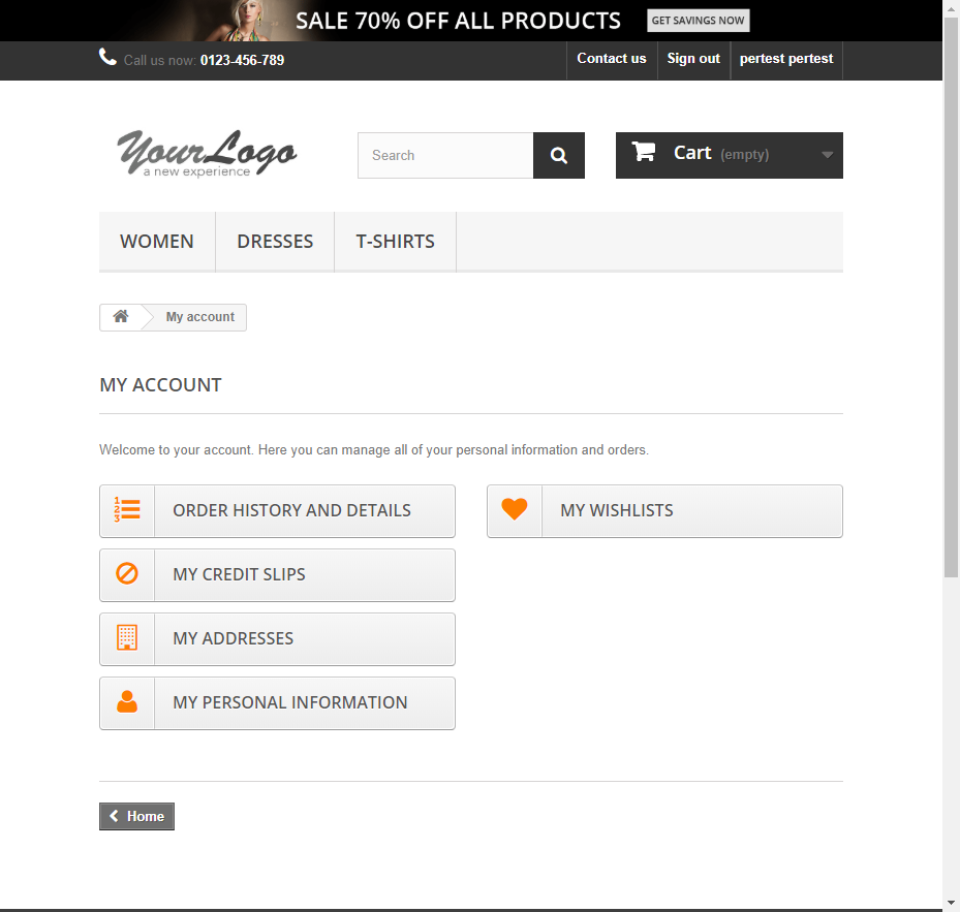 SALE 70% OFF ALL PRODUCTS GET SAVINGS NOW
Call us now: 0123-456-789 Contact us Sign out pertest pertest
YourLogo
a new experience
Search
Cart (empty)
WOMEN DRESSES T-SHIRTS
My account
MY ACCOUNT
Welcome to your account. Here you can manage all of your personal information and orders.
1
2
3
ORDER HISTORY AND DETAILS
MY WISHLISTS
MY CREDIT SLIPS
MY ADDRESSES
MY PERSONAL INFORMATION
Home